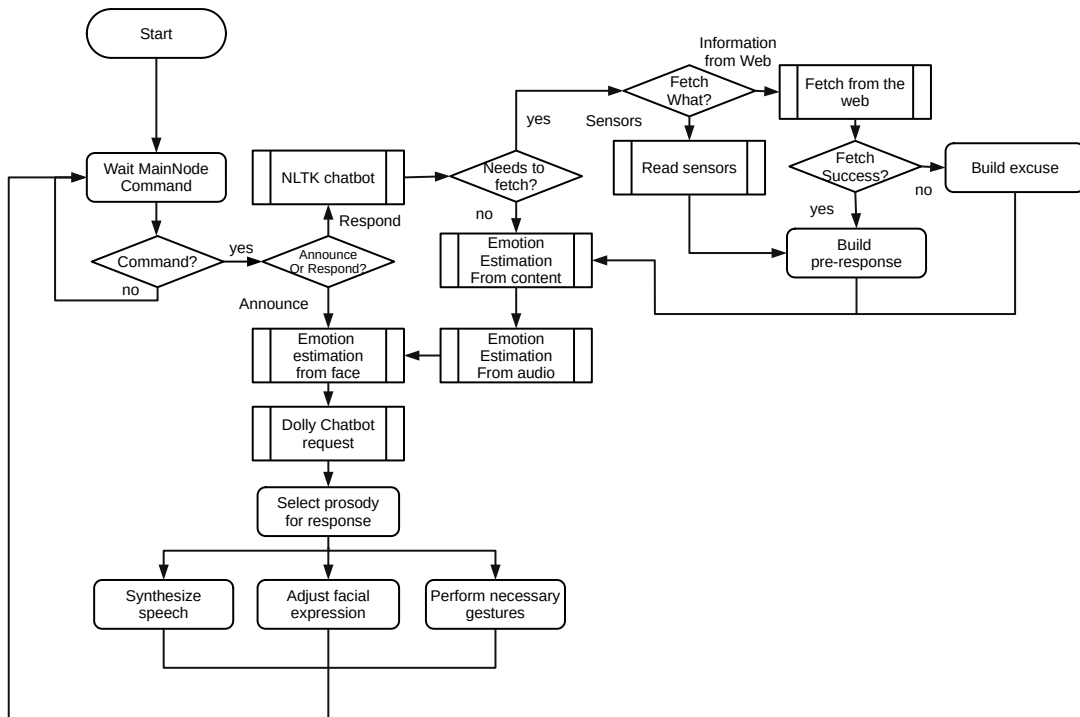 Start
Information
from Web
Fetch
What?
Fetch from the
web
yes
Sensors
Wait MainNode
Command
NLTK chatbot
Needs to
fetch?
Read sensors
Fetch
Success?
no
Build excuse
Respond
no
yes
Command?
yes
Announce
Or Respond?
Emotion
Estimation
From content
Build
pre-response
no
Announce
Emotion
estimation
from face
Emotion
Estimation
From audio
Dolly Chatbot
request
Select prosody
for response
Synthesize
speech
Adjust facial
expression
Perform necessary
gestures